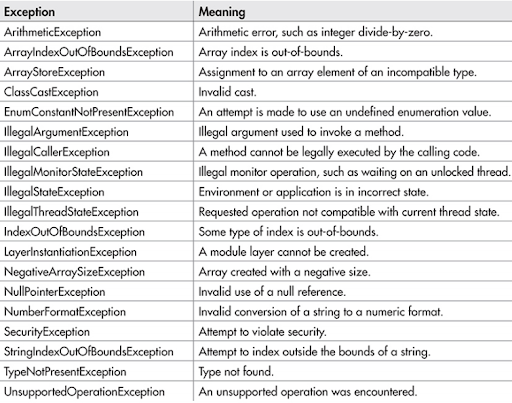 Exception Meaning
ArithmeticException Arithmetic error, such as integer divide-by-zero.
ArrayIndexOutOfBoundsException Array index is out-of-bounds.
ArrayStoreException Assignment to an array element of an incompatible type.
ClassCastException Invalid cast.
EnumConstantNotPresentException An attempt is made to use an undefined enumeration value.
IllegalArgumentException Illegal argument used to invoke a method.
IllegalCallerException A method cannot be legally executed by the calling code.
IllegalMonitorStateException Illegal monitor operation, such as waiting on an unlocked thread.
IllegalStateException Environment or application is in incorrect state.
IllegalThreadStateException Requested operation not compatible with current thread state.
IndexOutOfBoundsException Some type of index is out-of-bounds.
LayerInstantiationException A module layer cannot be created.
NegativeArraySizeException Array created with a negative size.
NullPointerException Invalid use of a null reference.
NumberFormatException Invalid conversion of a string to a numeric format.
SecurityException Attempt to violate security.
StringIndexOutOfBoundsException Attempt to index outside the bounds of a string.
TypeNotPresentException Type not found.
UnsupportedOperationException An unsupported operation was encountered.